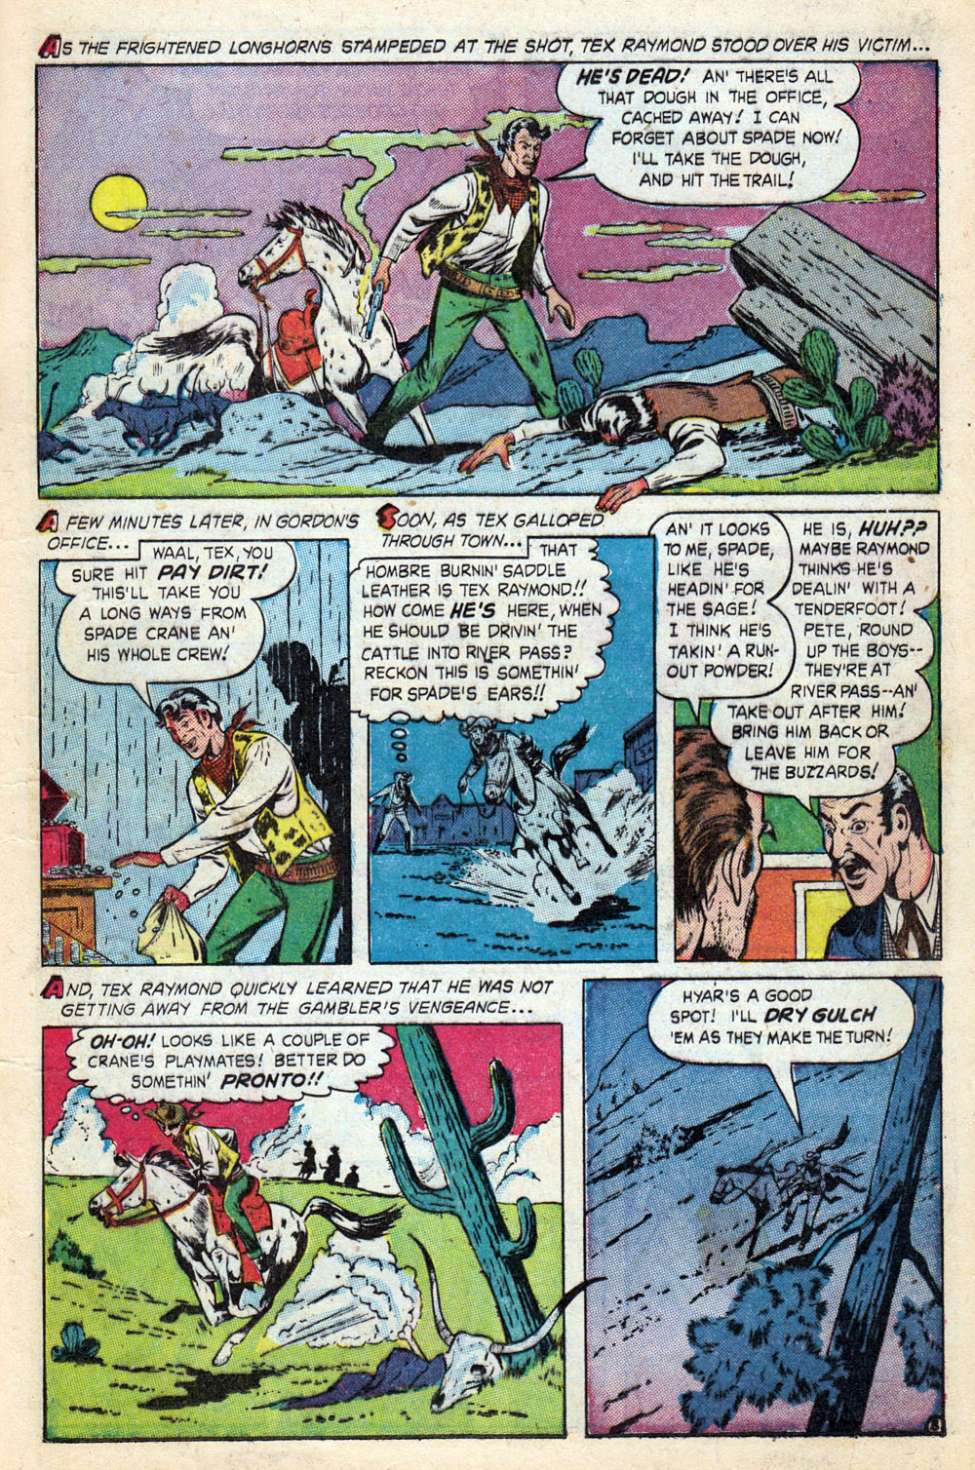 AS THE FRIGHTENED LONGHORNS STAMPEDED AT THE SHOT, TEX RAYMOND STOOD OVER HIS VICTIM...
HE'S DEAD! AN' THERE'S ALL
THAT DOUGH IN THE OFFICE,
CACHED AWAY! I CAN
FORGET ABOUT SPADE NOW!
I'LL TAKE THE DOUGH,
AND HIT THE TRAIL!
A FEW MINUTES LATER, IN GORDON'S
OFFICE...
WAAL, TEX, YOU
SURE HIT PAY DIRT!
THIS'LL TAKE YOU
A LONG WAYS FROM
SPADE CRANE AN'
HIS WHOLE CREW!
SOON, AS TEX GALLOPED
THROUGH TOWN...
THAT
HOMBRE BURNIN' SADDLE
LEATHER IS TEX RAYMOND!!
HOW COME HE'S HERE, WHEN
HE SHOULD BE DRIVIN' THE
CATTLE INTO RIVER PASS?
RECKON THIS IS SOMETHIN'
FOR SPADE'S EARS!!
AN' IT LOOKS
TO ME, SPADE,
LIKE HE'S
HEADIN' FOR
THE SAGE!
I THINK HE'S
TAKIN' A RUN-
OUT POWDER!
HE IS, HUH??
MAYBE RAYMOND
THINKS HE'S
DEALIN' WITH A
TENDERFOOT!
PETE, ROUND
UP THE BOYS--
THEY'RE AT
RIVER PASS--AN'
TAKE OUT AFTER HIM!
BRING HIM BACK OR
LEAVE HIM FOR
THE BUZZARDS!
AND, TEX RAYMOND QUICKLY LEARNED THAT HE WAS NOT
GETTING AWAY FROM THE GAMBLER'S VENGEANCE...
OH-OH! LOOKS LIKE A COUPLE OF
CRANE'S PLAYMATES! BETTER DO
SOMETHIN' PRONTO!!
HYAR'S A GOOD
SPOT! I'LL DRY GULCH
'EM AS THEY MAKE THE TURN!